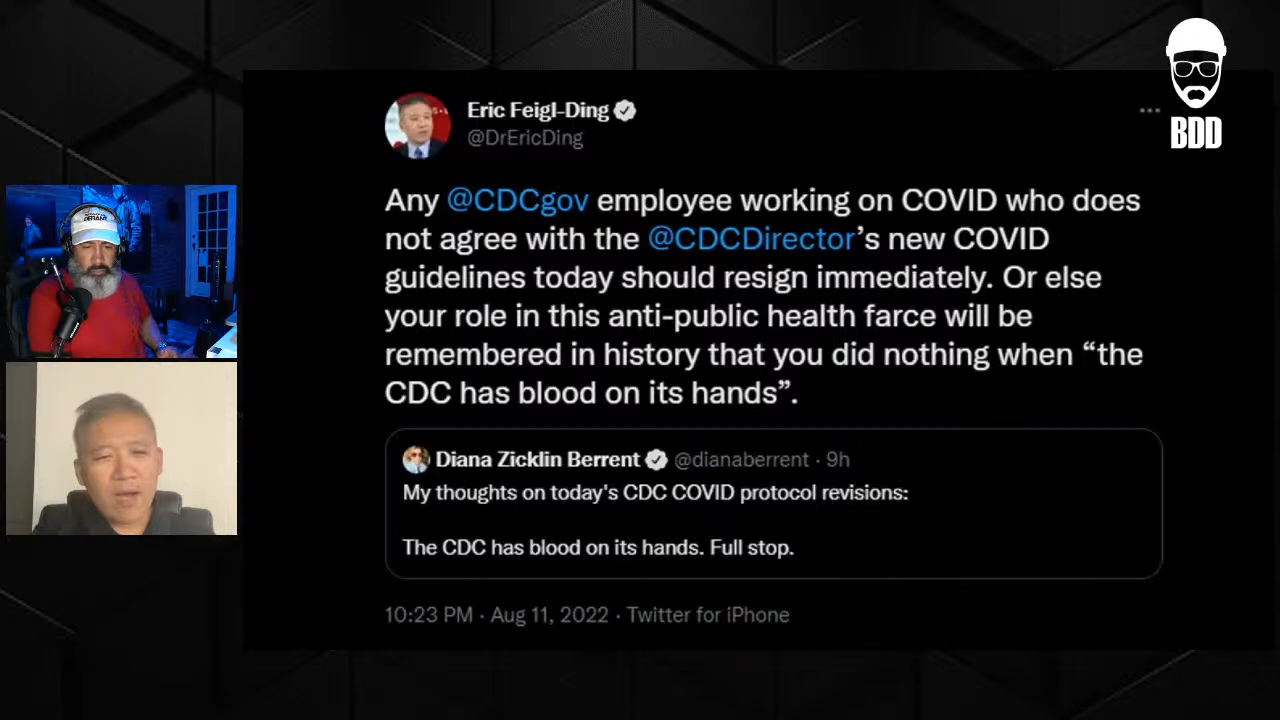 BDD
Eric Feigl-Ding
@DrEricDing
Any @CDCgov employee working on COVID who does
not agree with the @CDCDirector’s new COVID
guidelines today should resign immediately. Or else
your role in this anti-public health farce will be
remembered in history that you did nothing when “the
CDC has blood on its hands”.
Diana Zicklin Berrent @dianaberrent · 9h
My thoughts on today's CDC COVID protocol revisions:
The CDC has blood on its hands. Full stop.
10:23 PM · Aug 11, 2022 · Twitter for iPhone